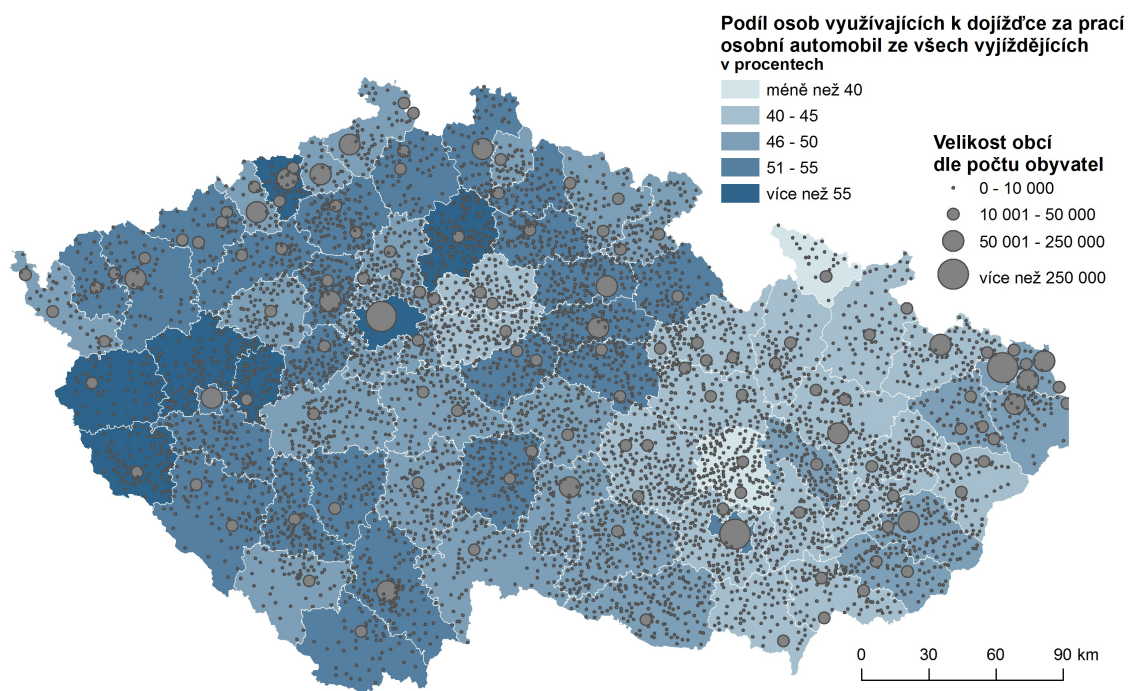 Podíl osob využívajících k dojížďce za prací
osobní automobil ze všech vyjíždějících
v procentech
méně než 40
40 - 45
46 - 50
51 - 55
více než 55
Velikost obcí
dle počtu obyvatel
0 - 10 000
10 001 - 50 000
50 001 - 250 000
více než 250 000
0 30 60 90 km